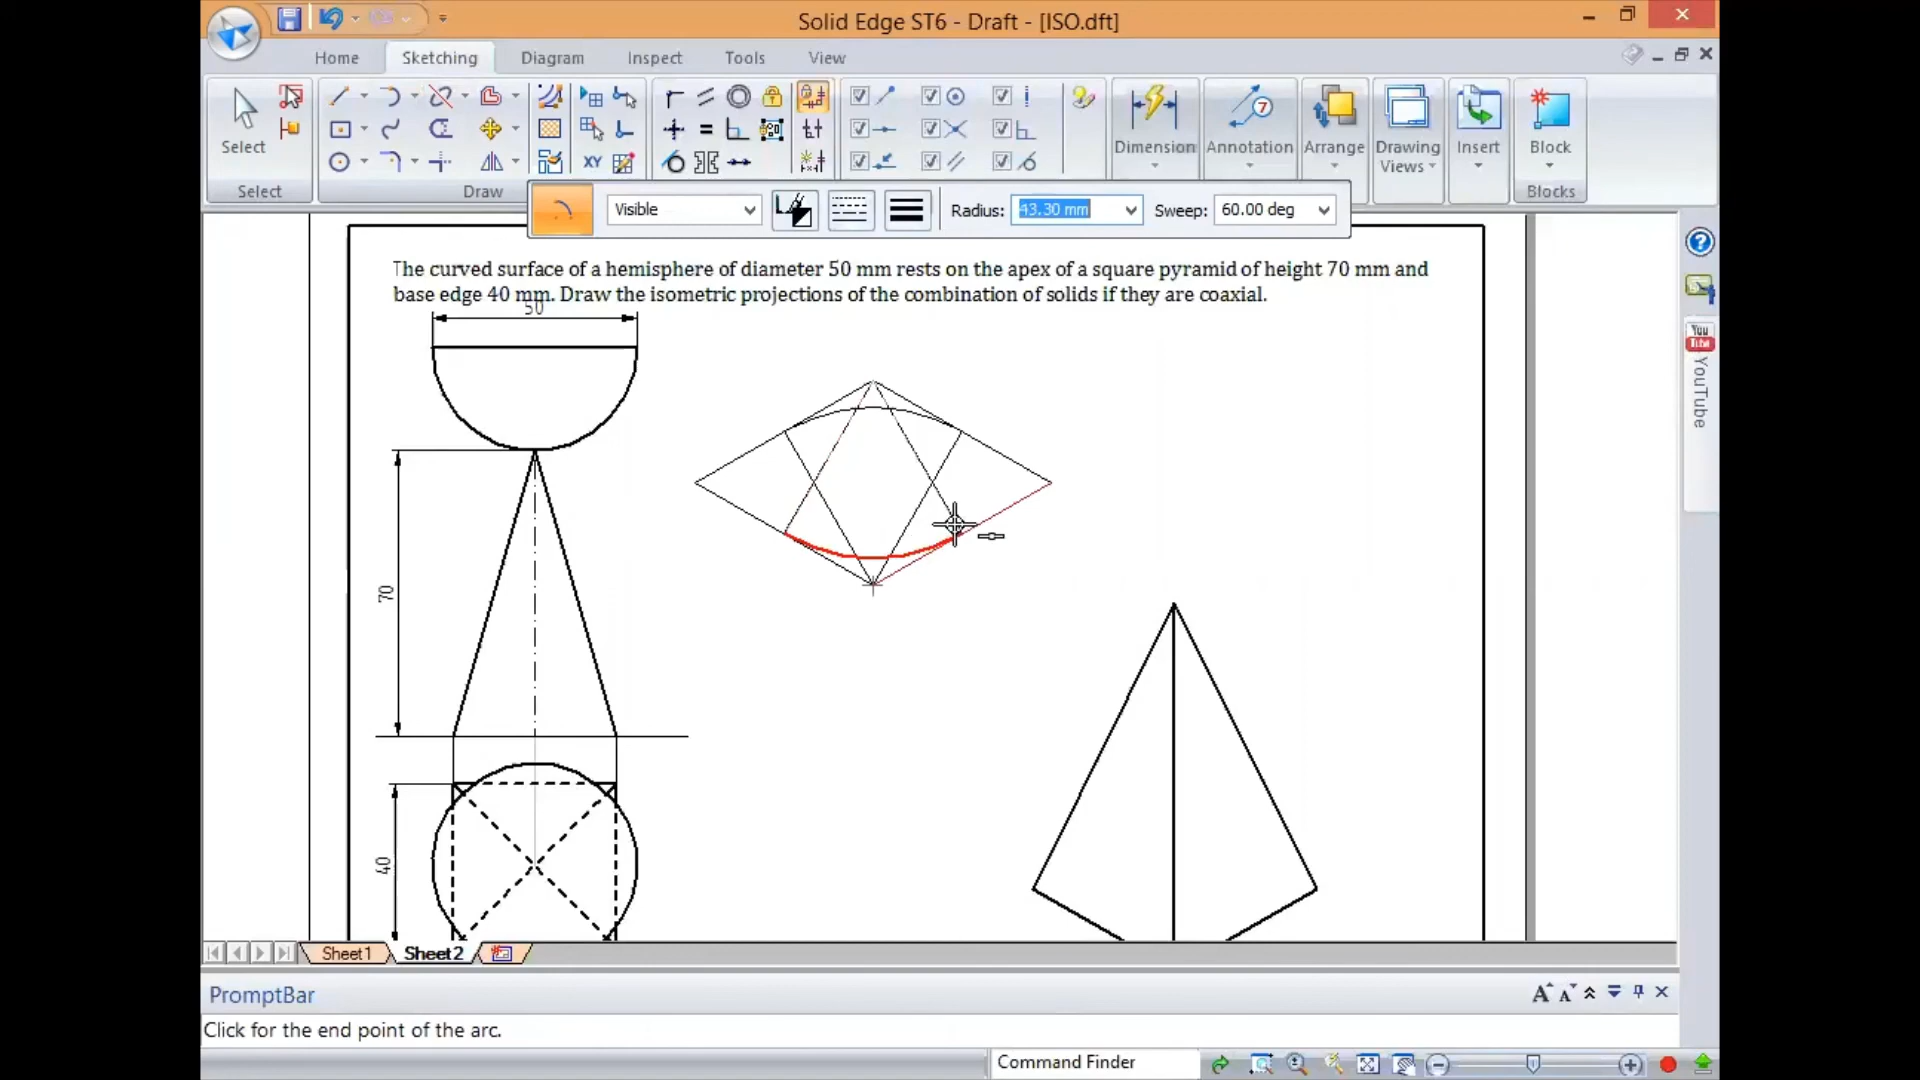 Solid Edge ST6 - Draft - [ISO.dft]
Home Sketching Diagram Inspect Tools View
Select
Dimension Annotation Arrange Drawing Views Insert Block
XY
7
Select Draw Blocks
Visible Radius: 43.30 mm Sweep: 60.00 deg
The curved surface of a hemisphere of diameter 50 mm rests on the apex of a square pyramid of height 70 mm and
base edge 40 mm. Draw the isometric projections of the combination of solids if they are coaxial.
50
70
40
You Tube
YouTube
Sheet1 Sheet2
PromptBar
Click for the end point of the arc.
Command Finder